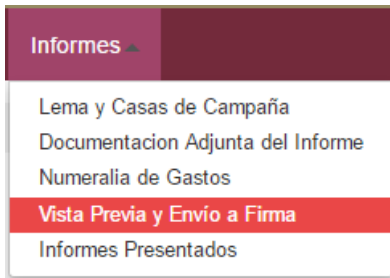 Informes
Lema y Casas de Campaña
Documentacion Adjunta del Informe
Numeralia de Gastos
Vista Previa y Envío a Firma
Informes Presentados